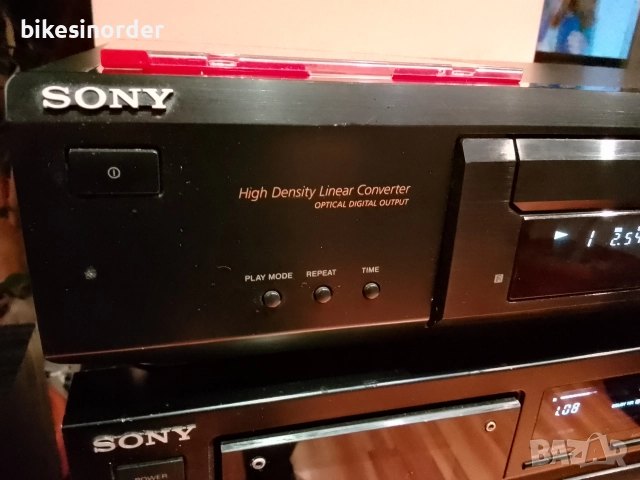 bikesinorder
SONY
High Density Linear Converter
OPTICAL DIGITAL OUTPUT
PLAY MODE REPEAT TIME
1 2.54
SONY
POWER
1.08
BAZAR